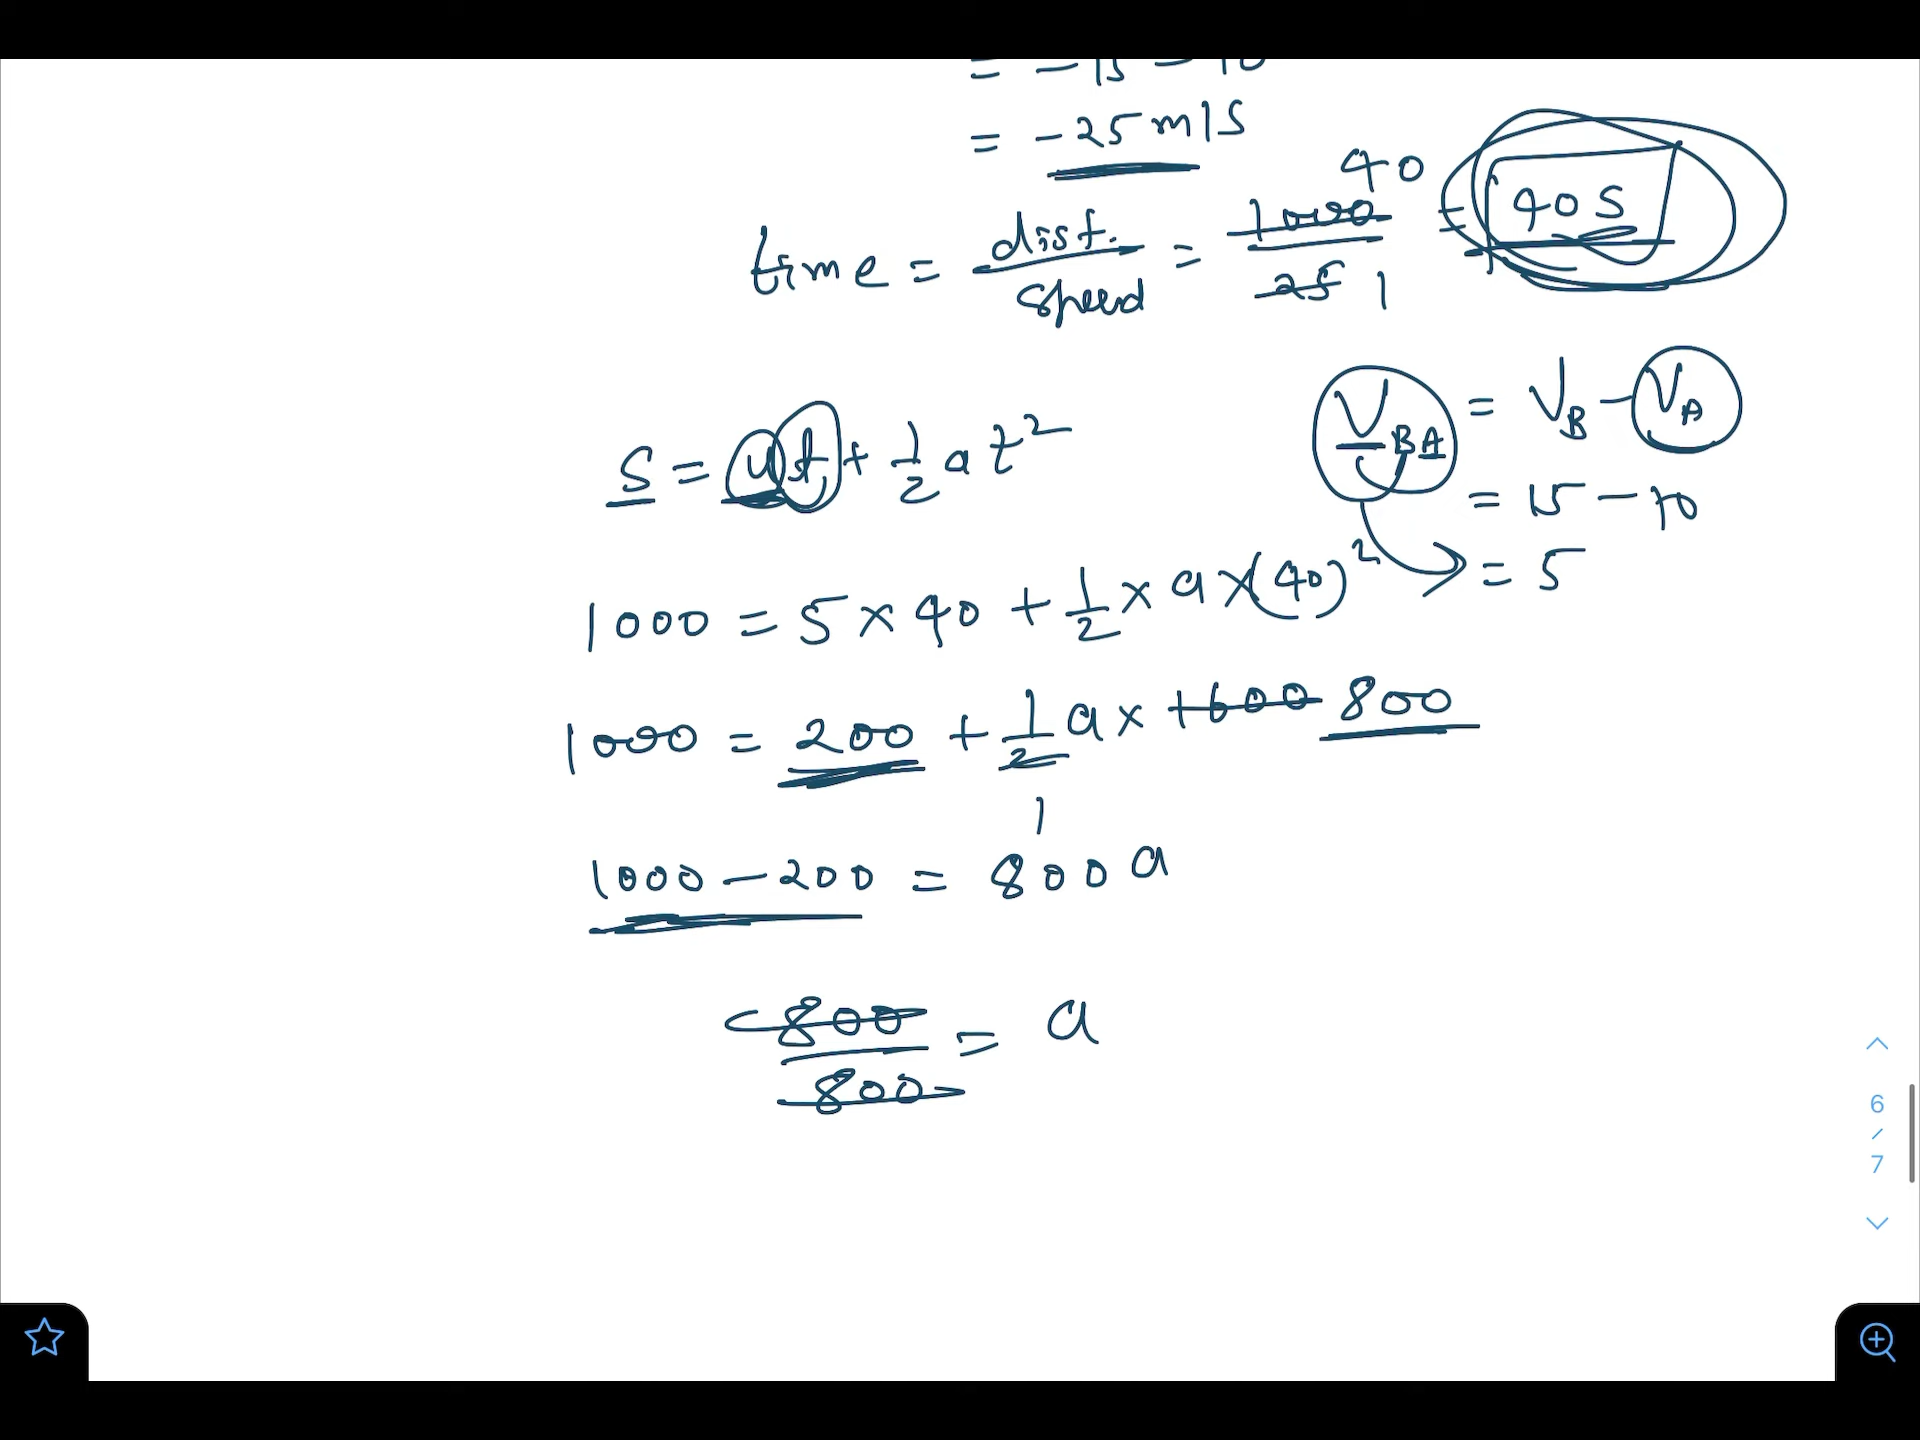 = -15 - 10
= -25 m/s
time = dist. / speed = 1000 / 25 40 1 = 40 s
s = ut + 1/2 at²
V_BA = V_B - V_A
= 15 - 10
= 5
1000 = 5 × 40 + 1/2 × a × (40)²
1000 = 200 + 1/2 a × 1600 800
1
1000 - 200 = 800 a
800 / 800 = a
6
/
7